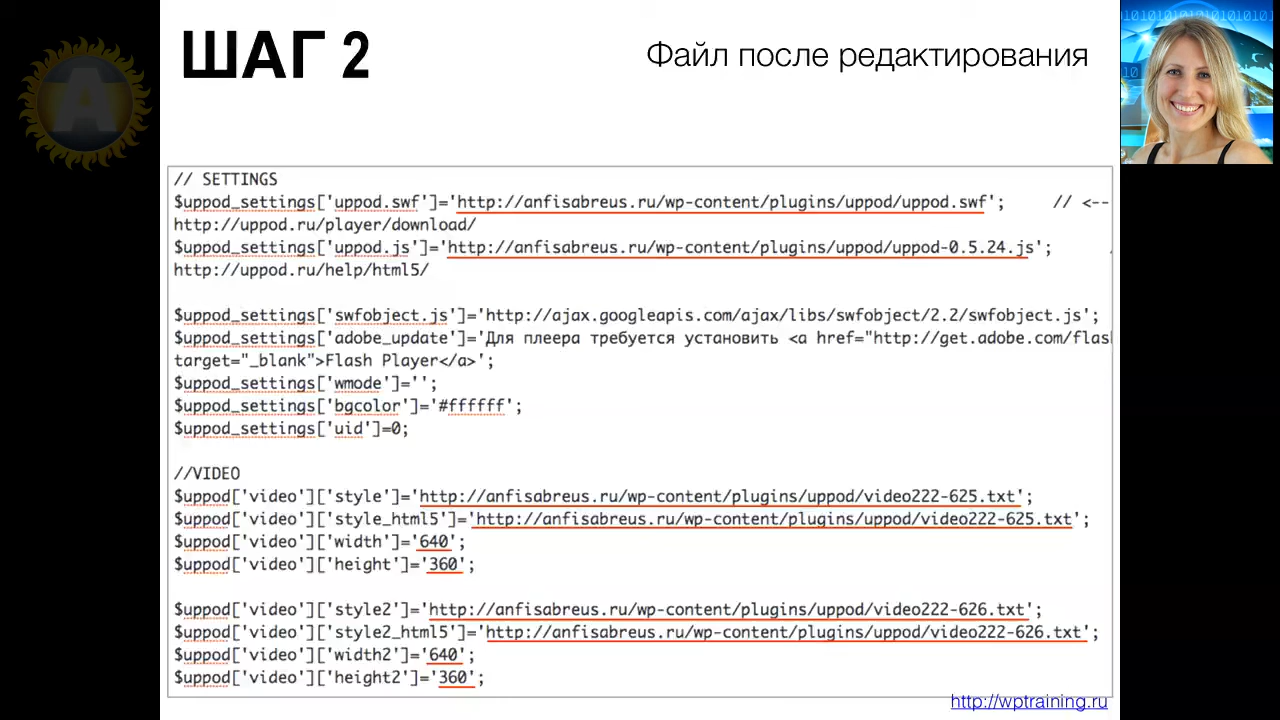 ШАГ 2
Файл после редактирования
// SETTINGS
$uppod_settings['uppod.swf']='http://anfisabreus.ru/wp-content/plugins/uppod/uppod.swf'; // <--
http://uppod.ru/player/download/
$uppod_settings['uppod.js']='http://anfisabreus.ru/wp-content/plugins/uppod/uppod-0.5.24.js';
http://uppod.ru/help/html5/
$uppod_settings['swfobject.js']='http://ajax.googleapis.com/ajax/libs/swfobject/2.2/swfobject.js';
$uppod_settings['adobe_update']='Для плеера требуется установить <a href="http://get.adobe.com/flas
target="_blank">Flash Player</a>';
$uppod_settings['wmode']='';
$uppod_settings['bgcolor']='#ffffff';
$uppod_settings['uid']=0;
//VIDEO
$uppod['video']['style']='http://anfisabreus.ru/wp-content/plugins/uppod/video222-625.txt';
$uppod['video']['style_html5']='http://anfisabreus.ru/wp-content/plugins/uppod/video222-625.txt';
$uppod['video']['width']='640';
$uppod['video']['height']='360';
$uppod['video']['style2']='http://anfisabreus.ru/wp-content/plugins/uppod/video222-626.txt';
$uppod['video']['style2_html5']='http://anfisabreus.ru/wp-content/plugins/uppod/video222-626.txt';
$uppod['video']['width2']='640';
$uppod['video']['height2']='360';
http://wptraining.ru